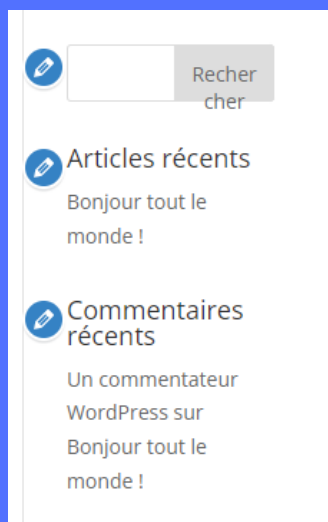 Recher
cher
Articles récents
Bonjour tout le
monde !
Commentaires
récents
Un commentateur
WordPress sur
Bonjour tout le
monde !